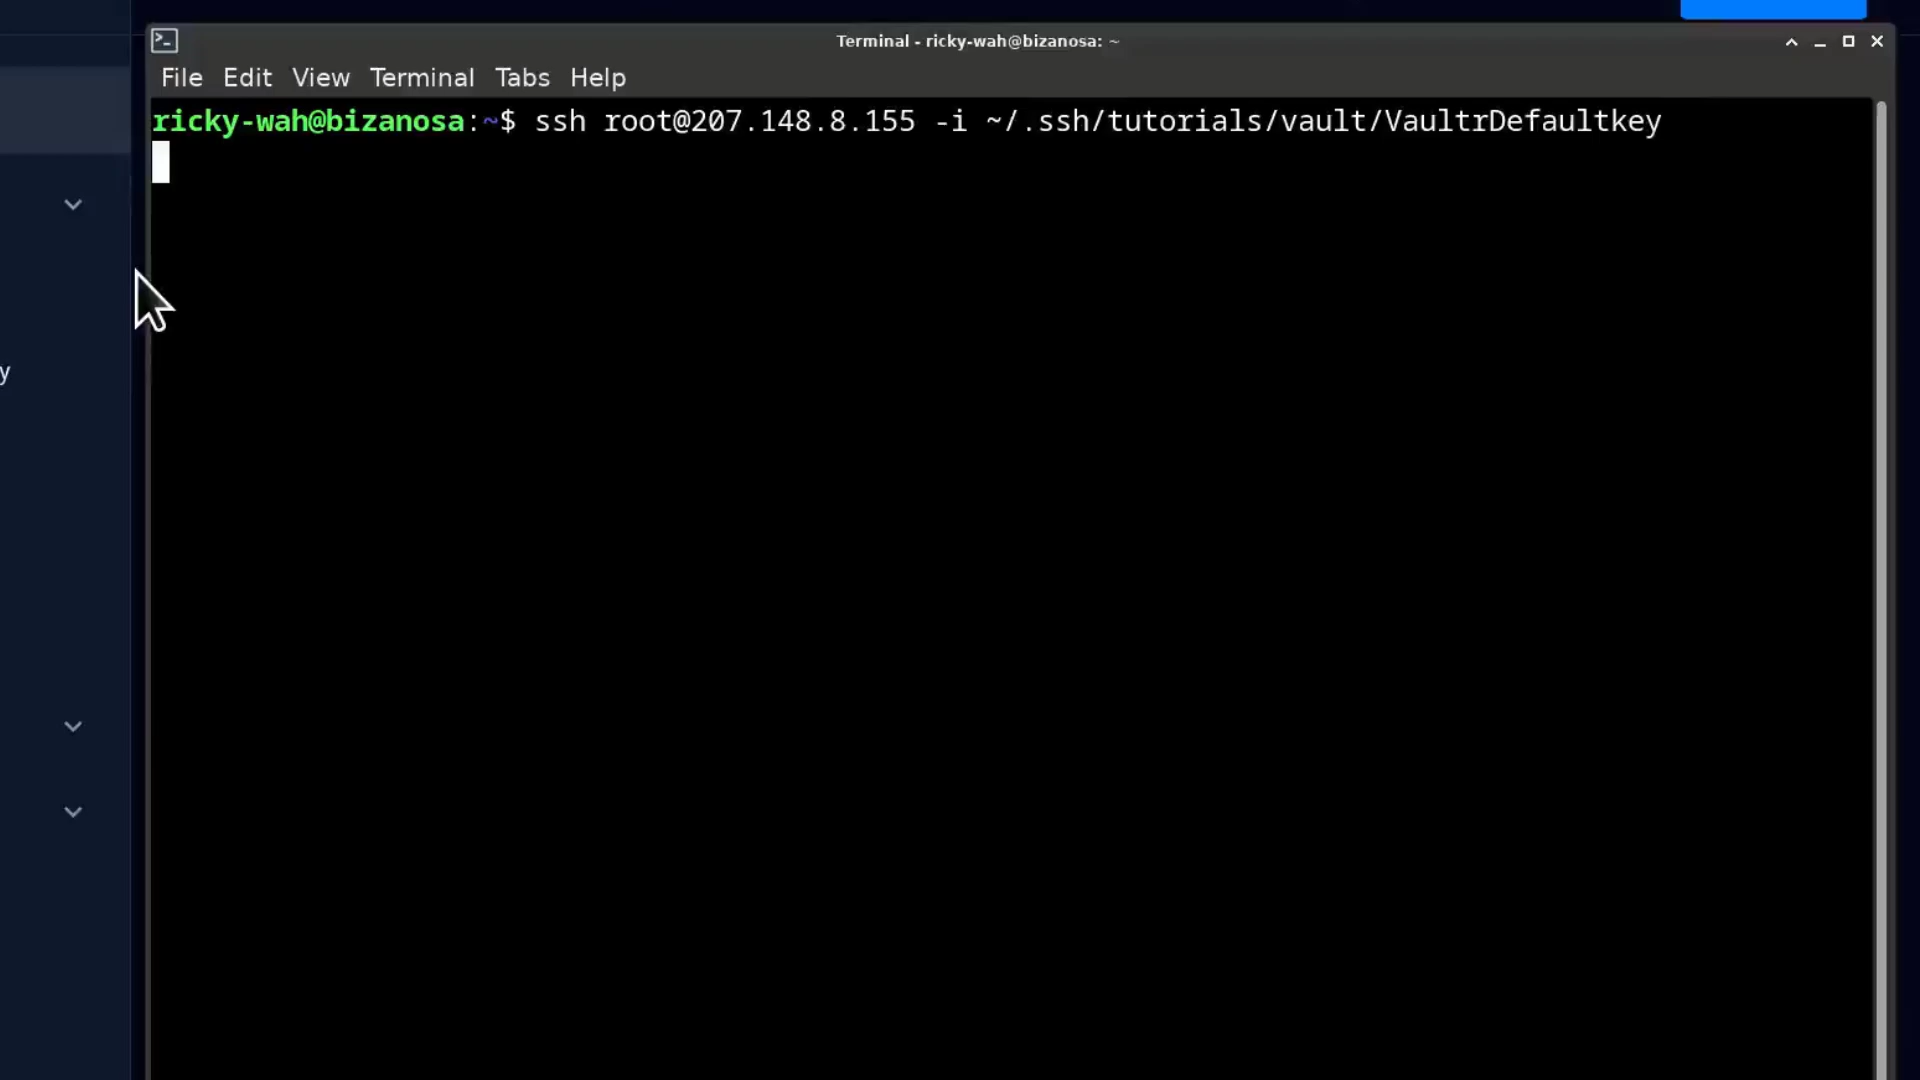 Terminal - ricky-wah@bizanosa: ~
File Edit View Terminal Tabs Help
ricky-wah@bizanosa:~$ ssh root@207.148.8.155 -i ~/.ssh/tutorials/vault/VaultrDefaultkey
y